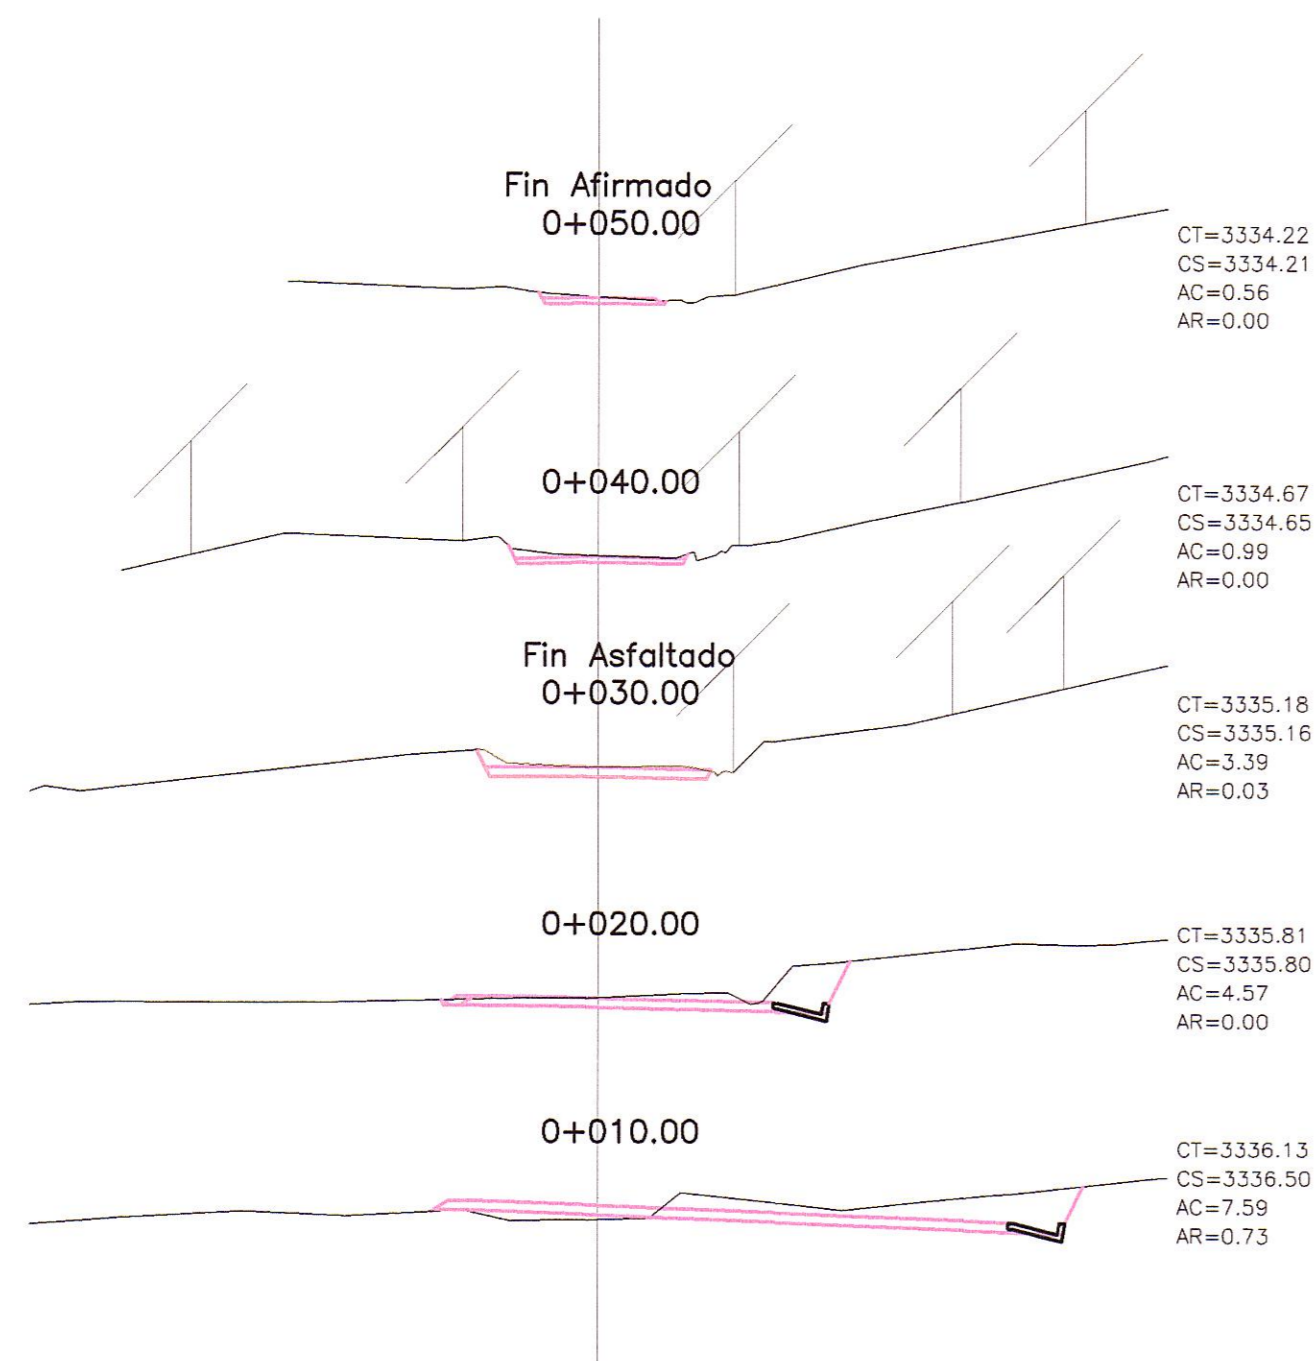 Fin Afirmado
0+050.00
CT=3334.22
CS=3334.21
AC=0.56
AR=0.00
0+040.00
CT=3334.67
CS=3334.65
AC=0.99
AR=0.00
Fin Asfaltado
0+030.00
CT=3335.18
CS=3335.16
AC=3.39
AR=0.03
0+020.00
CT=3335.81
CS=3335.80
AC=4.57
AR=0.00
0+010.00
CT=3336.13
CS=3336.50
AC=7.59
AR=0.73